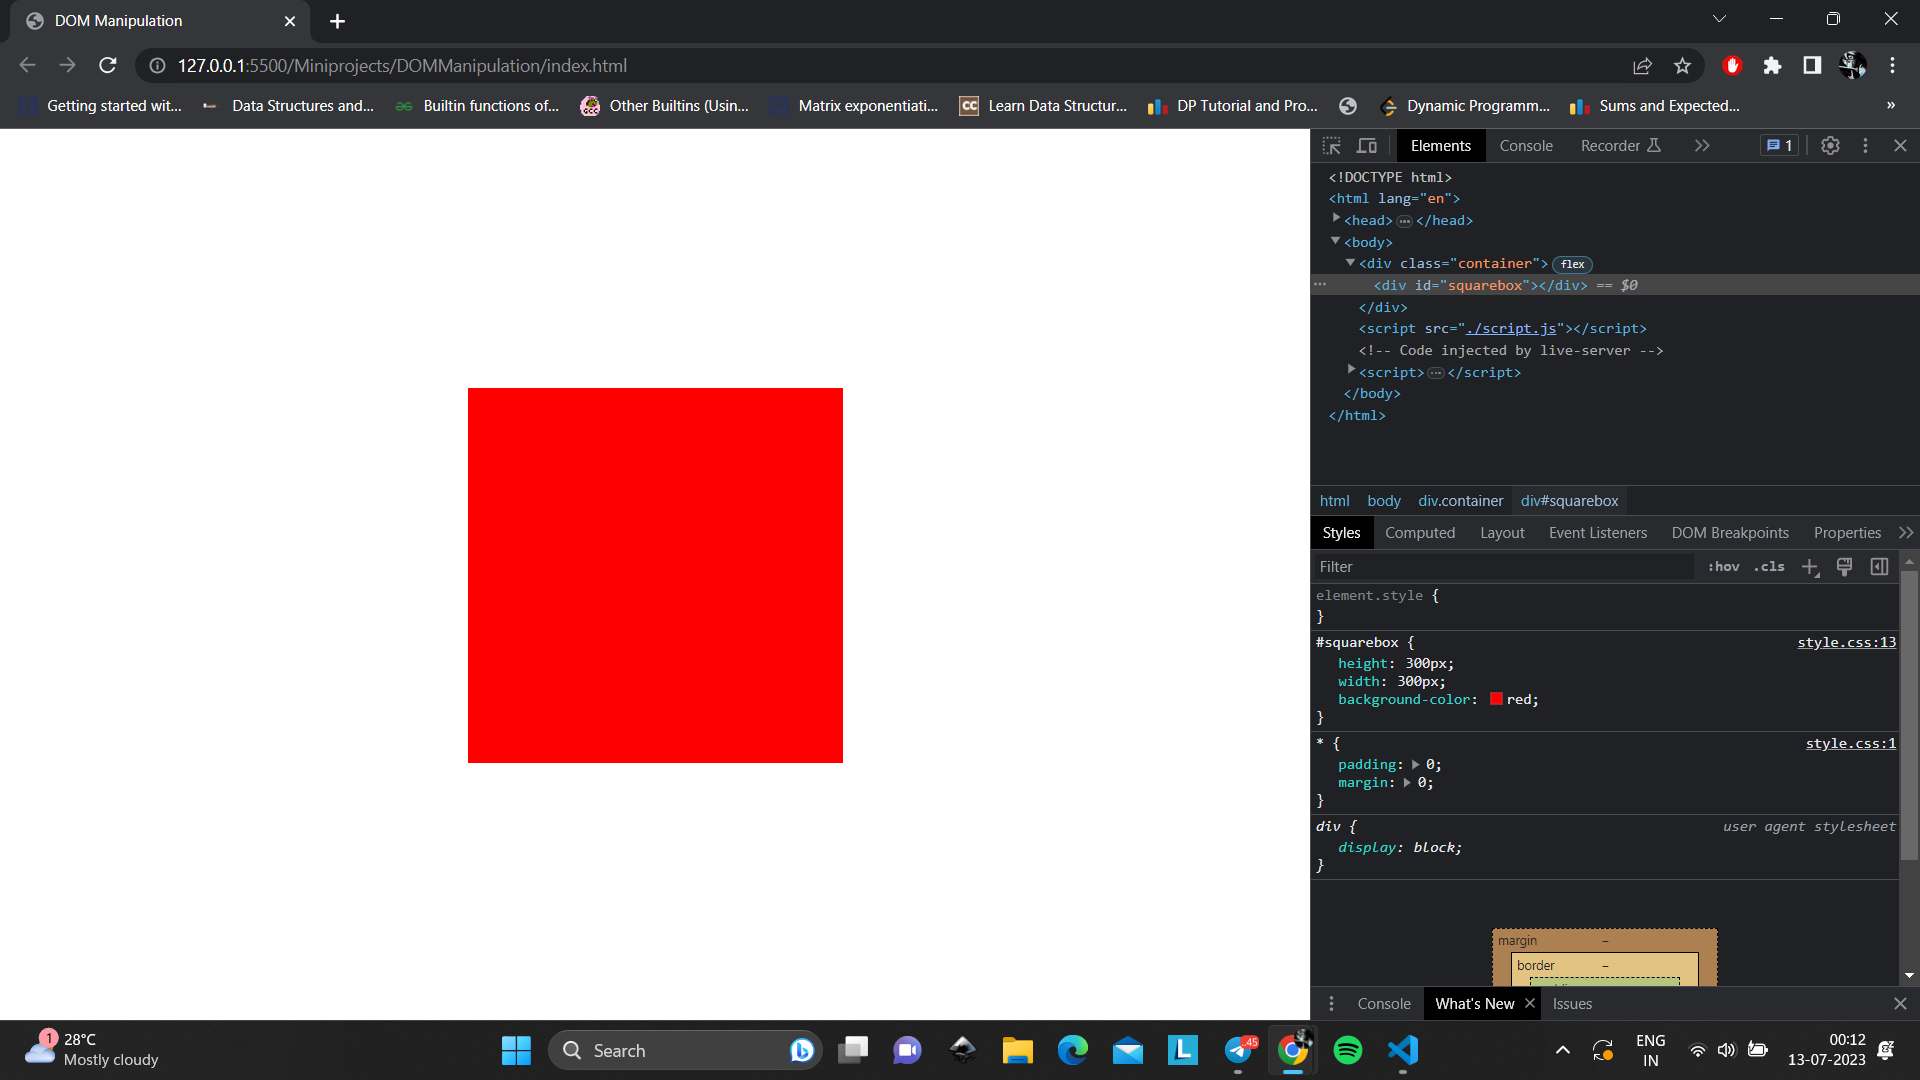 DOM Manipulation
127.0.0.1:5500/Miniprojects/DOMManipulation/index.html
Getting started wit... Data Structures and... Builtin functions of... Other Builtins (Usin... Matrix exponentiati... CC Learn Data Structur... DP Tutorial and Pro... Dynamic Programm... Sums and Expected... »
Elements Console Recorder 1
<!DOCTYPE html>
<html lang="en">
<head> ... </head>
<body>
<div class="container"> flex
... <div id="squarebox"></div> == $0
</div>
<script src="./script.js"></script>
<!-- Code injected by live-server -->
<script> ... </script>
</body>
</html>
html body div.container div#squarebox
Styles Computed Layout Event Listeners DOM Breakpoints Properties
Filter :hov .cls
element.style {
}
#squarebox { style.css:13
height: 300px;
width: 300px;
background-color: red;
}
* { style.css:1
padding: 0;
margin: 0;
}
div { user agent stylesheet
display: block;
}
margin –
border –
Console What's New Issues
1 28°C
Mostly cloudy
Search
L
45
ENG
IN
00:12
13-07-2023